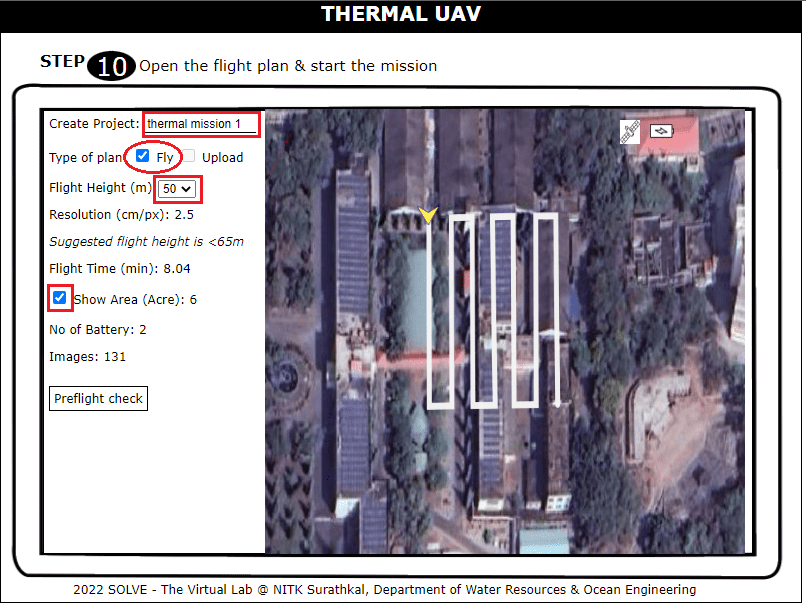 THERMAL UAV
STEP 10 Open the flight plan & start the mission
Create Project: thermal mission 1
Type of plan Fly Upload
Flight Height (m) 50
Resolution (cm/px): 2.5
Suggested flight height is <65m
Flight Time (min): 8.04
Show Area (Acre): 6
No of Battery: 2
Images: 131
Preflight check
2022 SOLVE - The Virtual Lab @ NITK Surathkal, Department of Water Resources & Ocean Engineering